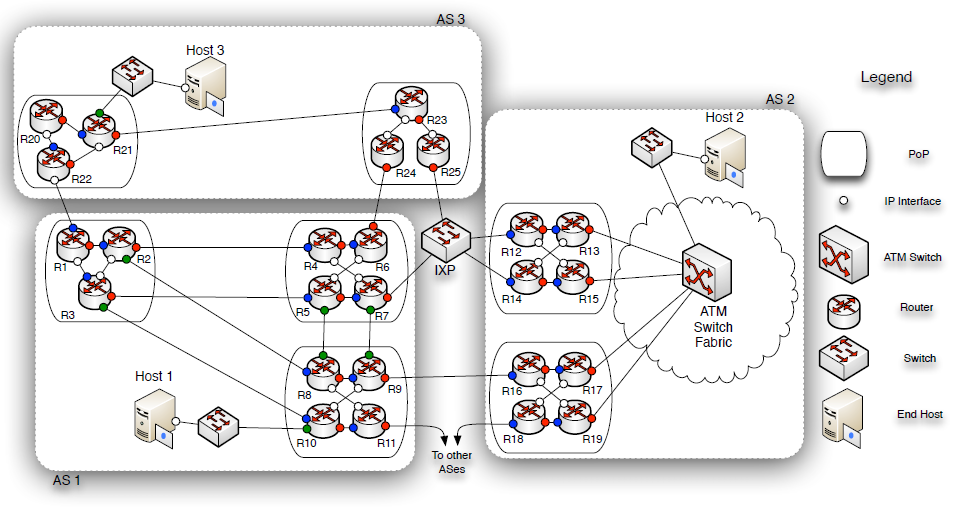 AS 3
Host 3
R20
R21
R22
R23
R24
R25
AS 2
Host 2
Legend
PoP
IP Interface
ATM Switch
Router
Switch
End Host
R1
R2
R3
R4
R6
R5
R7
IXP
R12
R13
R14
R15
ATM
Switch
Fabric
Host 1
R8
R9
R10
R11
R16
R17
R18
R19
To other
ASes
AS 1